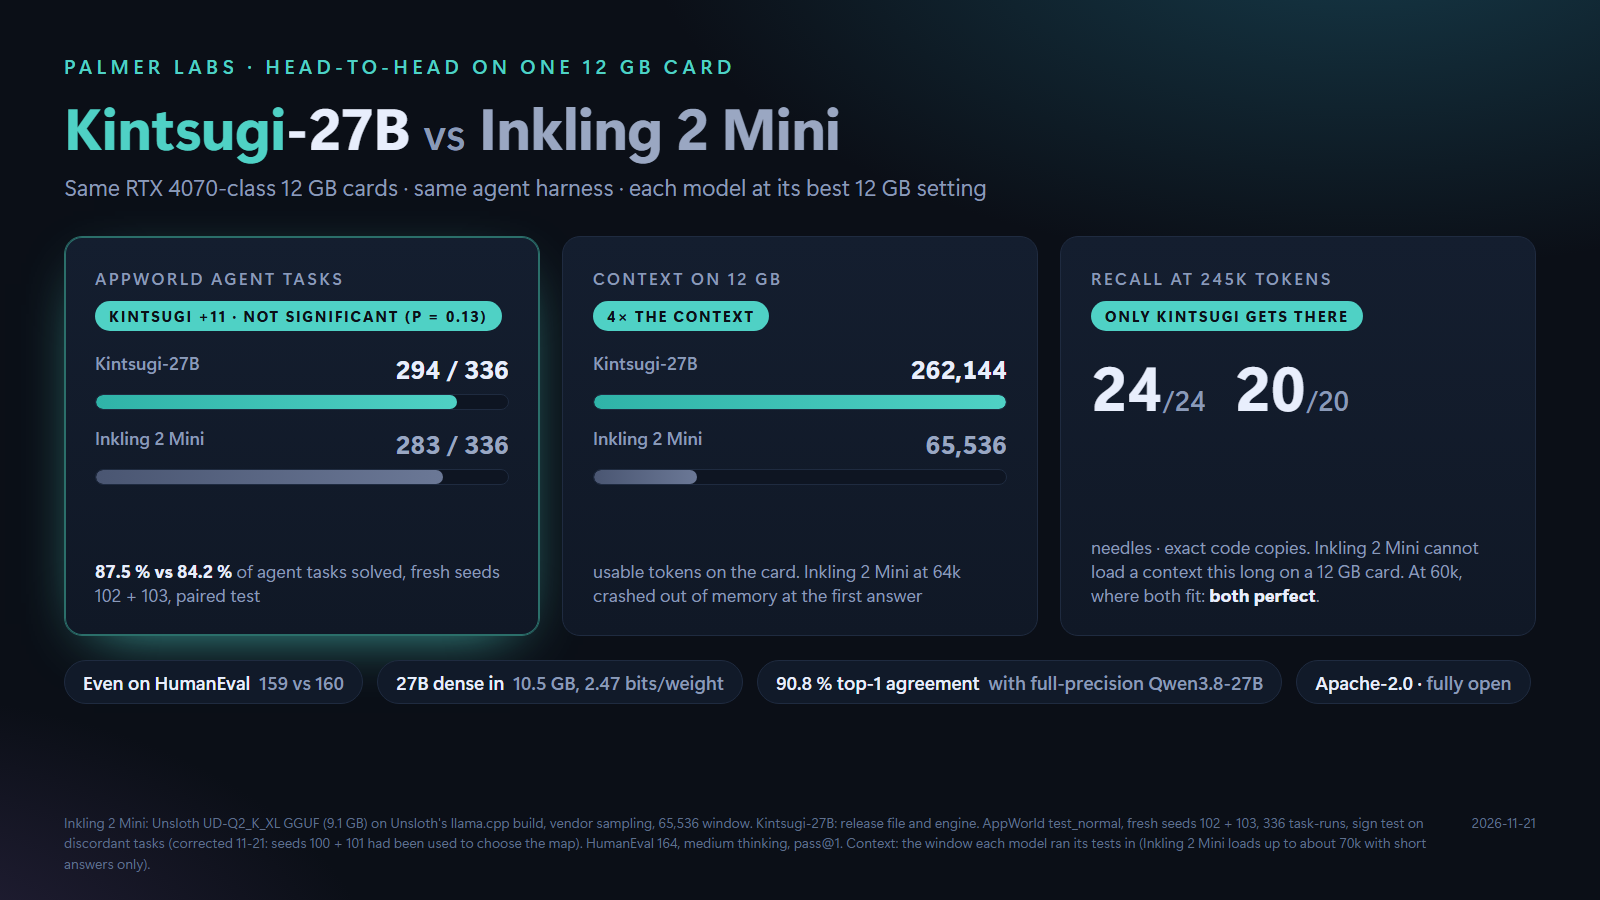 PALMER LABS · HEAD-TO-HEAD ON ONE 12 GB CARD
Kintsugi-27B vs Inkling 2 Mini
Same RTX 4070-class 12 GB cards · same agent harness · each model at its best 12 GB setting
APPWORLD AGENT TASKS
KINTSUGI +11 · NOT SIGNIFICANT (P = 0.13)
Kintsugi-27B 294 / 336
Inkling 2 Mini 283 / 336
87.5 % vs 84.2 % of agent tasks solved, fresh seeds
102 + 103, paired test
CONTEXT ON 12 GB
4× THE CONTEXT
Kintsugi-27B 262,144
Inkling 2 Mini 65,536
usable tokens on the card. Inkling 2 Mini at 64k
crashed out of memory at the first answer
RECALL AT 245K TOKENS
ONLY KINTSUGI GETS THERE
24/24 20/20
needles · exact code copies. Inkling 2 Mini cannot
load a context this long on a 12 GB card. At 60k,
where both fit: both perfect.
Even on HumanEval 159 vs 160
27B dense in 10.5 GB, 2.47 bits/weight
90.8 % top-1 agreement with full-precision Qwen3.8-27B
Apache-2.0 · fully open
Inkling 2 Mini: Unsloth UD-Q2_K_XL GGUF (9.1 GB) on Unsloth's llama.cpp build, vendor sampling, 65,536 window. Kintsugi-27B: release file and engine. AppWorld test_normal, fresh seeds 102 + 103, 336 task-runs, sign test on
discordant tasks (corrected 11-21: seeds 100 + 101 had been used to choose the map). HumanEval 164, medium thinking, pass@1. Context: the window each model ran its tests in (Inkling 2 Mini loads up to about 70k with short
answers only).
2026-11-21